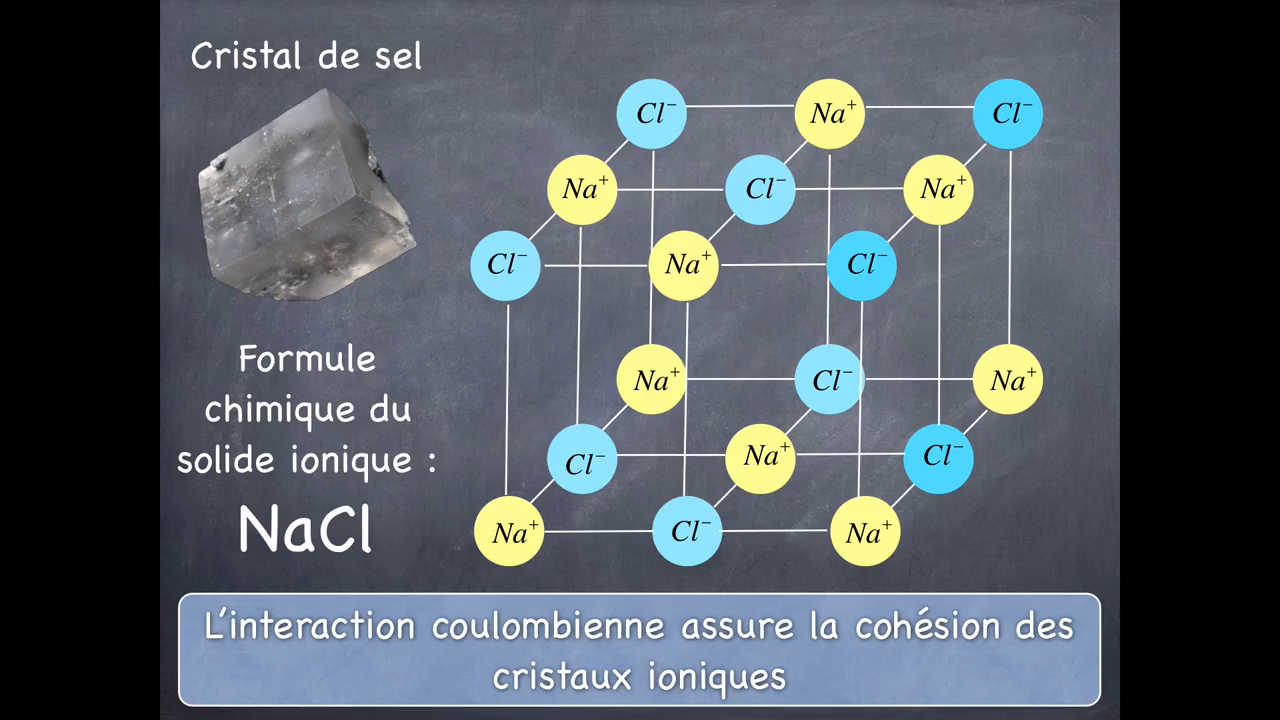 Cristal de sel
Cl⁻ Na⁺ Cl⁻
Na⁺ Cl⁻ Na⁺
Cl⁻ Na⁺ Cl⁻
Formule
chimique du
solide ionique :
NaCl
Na⁺ Cl⁻ Na⁺
Cl⁻ Na⁺ Cl⁻
Na⁺ Cl⁻ Na⁺
L'interaction coulombienne assure la cohésion des
cristaux ioniques